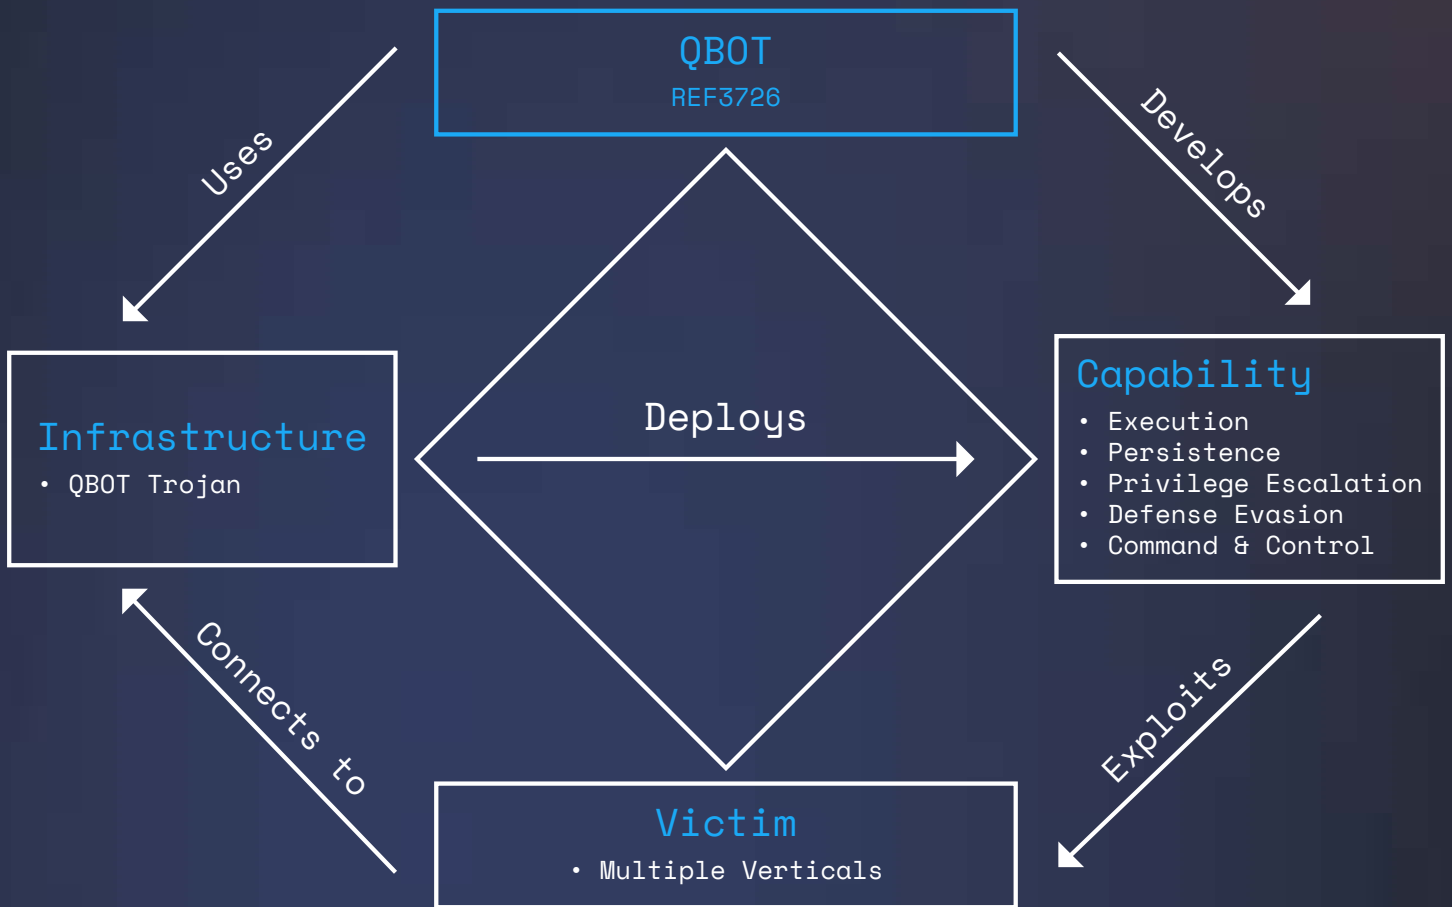 QBOT
REF3726
Uses
Develops
Infrastructure
• QBOT Trojan
Deploys
Capability
• Execution
• Persistence
• Privilege Escalation
• Defense Evasion
• Command & Control
Connects to
Exploits
Victim
• Multiple Verticals